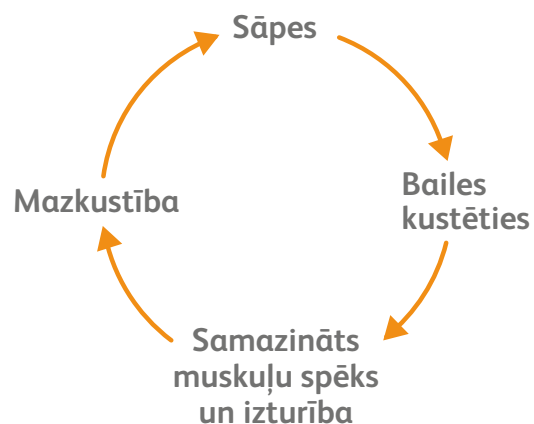 Sāpes
Bailes
kustēties
Samazināts
muskuļu spēks
un izturība
Mazkustība